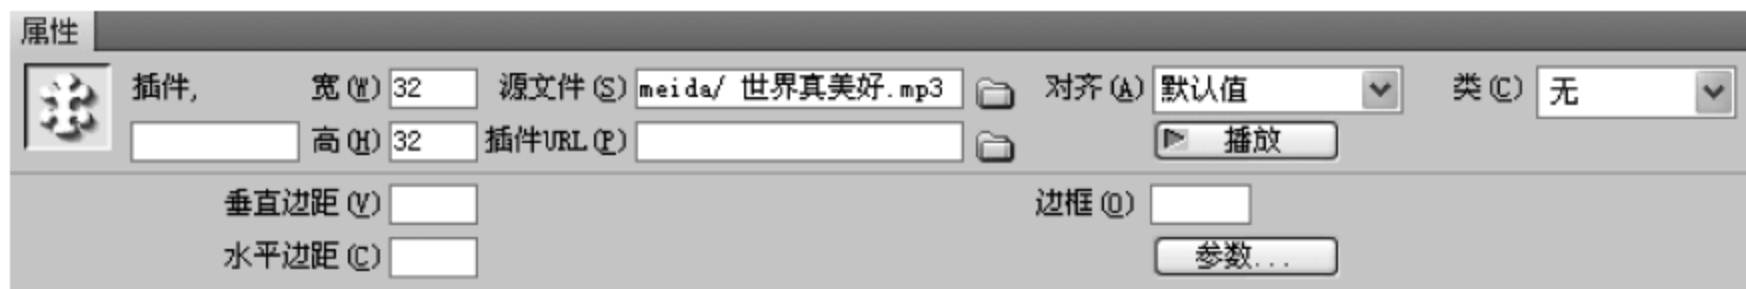 属性
插件, 宽(W) 32 源文件(S) meida/ 世界真美好.mp3 对齐(A) 默认值 类(C) 无
高(H) 32 插件URL(P) 播放
垂直边距(V) 边框(O)
水平边距(C) 参数...